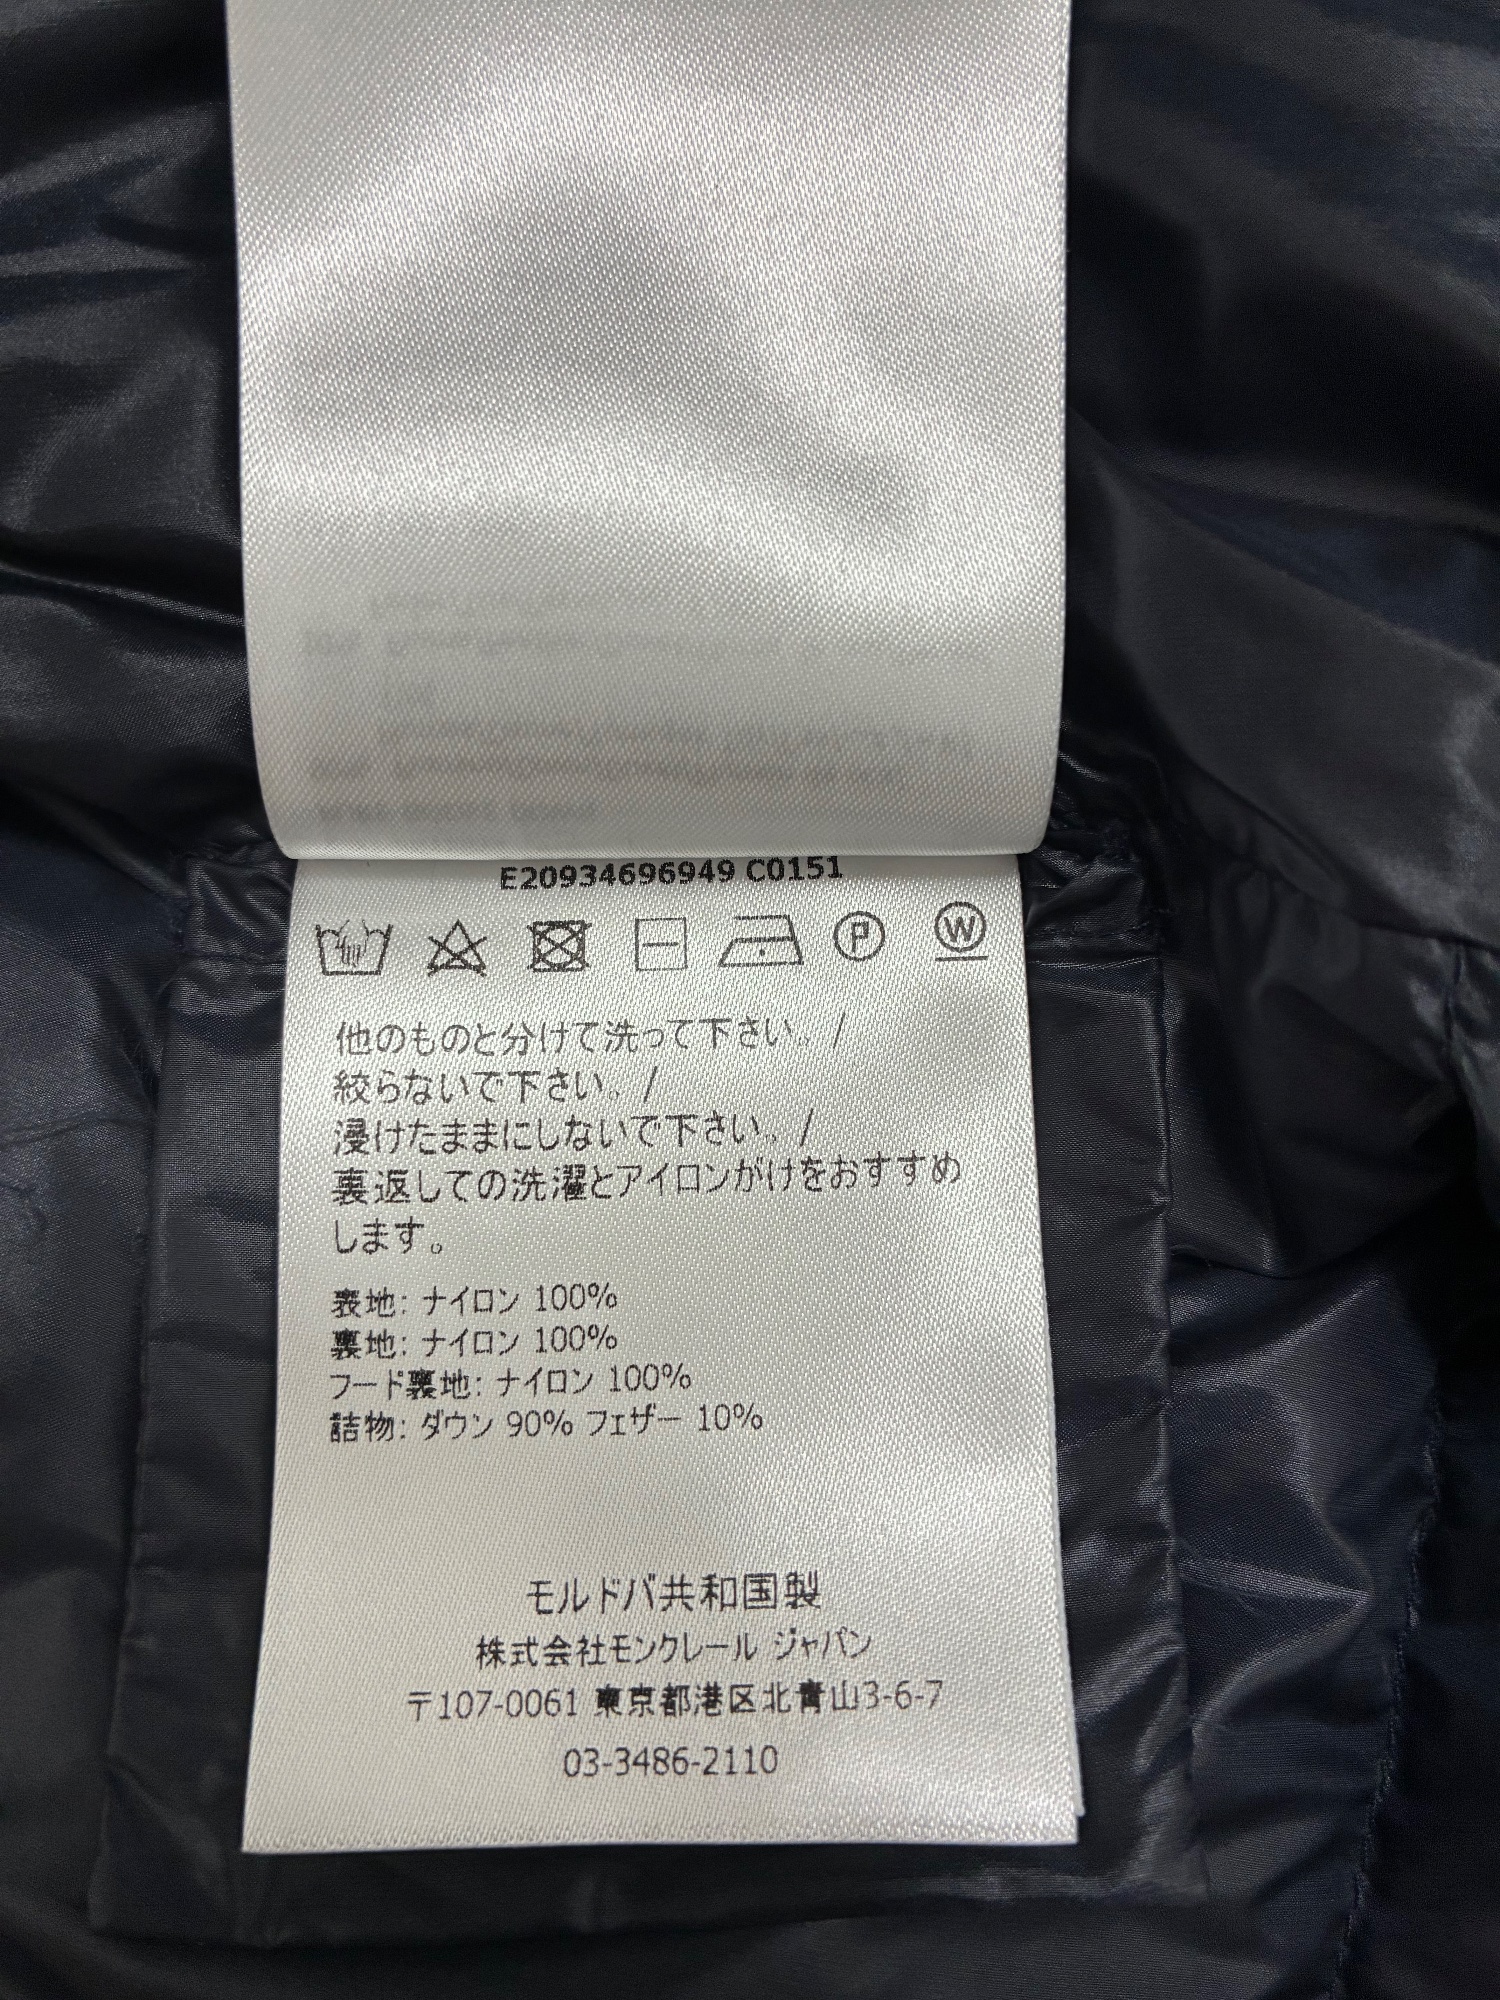 E20934696949 C0151
P W
他のものと分けて洗って下さい。/
絞らないで下さい。/
浸けたままにしないで下さい。/
裏返しての洗濯とアイロンがけをおすすめ
します。
表地: ナイロン 100%
裏地: ナイロン 100%
フード裏地: ナイロン 100%
詰物: ダウン 90% フェザー 10%
モルドバ共和国製
株式会社モンクレール ジャパン
〒107-0061 東京都港区北青山3-6-7
03-3486-2110